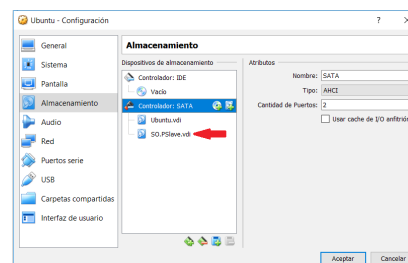 Ubuntu - Configuración
General
Sistema
Pantalla
Almacenamiento
Audio
Red
Puertos serie
USB
Carpetas compartidas
Interfaz de usuario
Almacenamiento
Dispositivos de almacenamiento
Controlador: IDE
Vacío
Controlador: SATA
Ubuntu.vdi
SO.PSlave.vdi
Atributos
Nombre: SATA
Tipo: AHCI
Cantidad de Puertos: 2
Usar cache de I/O anfitrión
Aceptar Cancelar